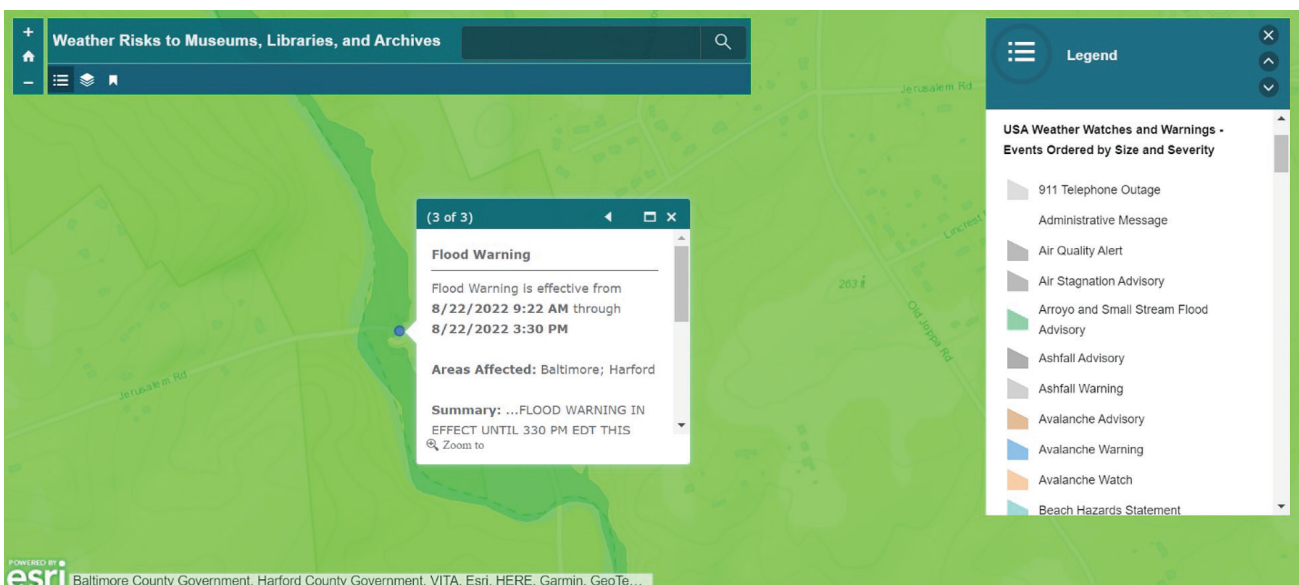 +
Weather Risks to Museums, Libraries, and Archives
–
Legend
USA Weather Watches and Warnings -
Events Ordered by Size and Severity
911 Telephone Outage
Administrative Message
Air Quality Alert
Air Stagnation Advisory
Arroyo and Small Stream Flood
Advisory
Ashfall Advisory
Ashfall Warning
Avalanche Advisory
Avalanche Warning
Avalanche Watch
Beach Hazards Statement
(3 of 3)
Flood Warning
Flood Warning is effective from
8/22/2022 9:22 AM through
8/22/2022 3:30 PM
Areas Affected: Baltimore; Harford
Summary: ...FLOOD WARNING IN
EFFECT UNTIL 330 PM EDT THIS
Zoom to
Jerusalem Rd
263 ft
Old Joppa Rd
Jerusalem Rd
POWERED BY
esri
Baltimore County Government, Harford County Government, VITA, Esri, HERE, Garmin, GeoTe...